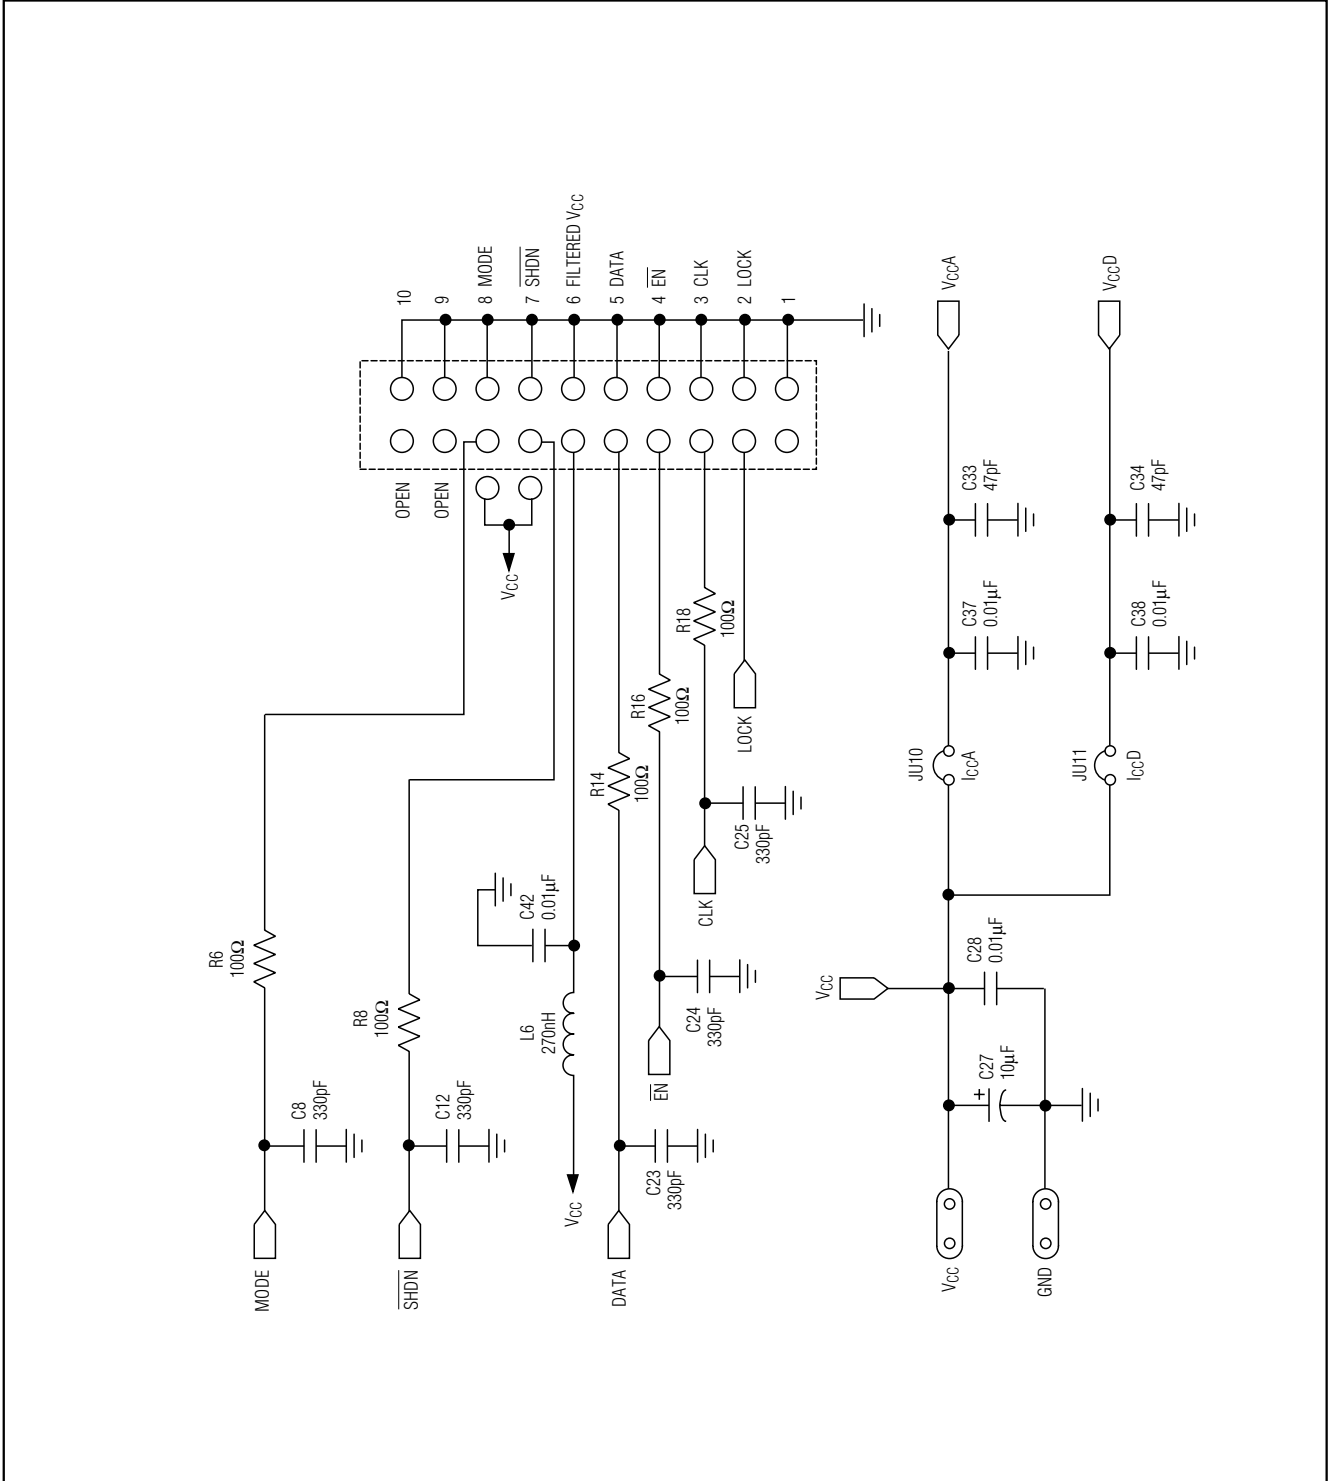 10
9
8 MODE
7 SHDN
6 FILTERED VCC
5 DATA
4 EN
3 CLK
2 LOCK
1
OPEN
OPEN
VCC
R6
100Ω
C8
330pF
MODE
R8
100Ω
C12
330pF
SHDN
C42
0.01µF
L6
270nH
VCC
R14
100Ω
C23
330pF
DATA
R16
100Ω
C24
330pF
EN
R18
100Ω
C25
330pF
CLK
LOCK
VCCA
C33
47pF
C37
0.01µF
JU10
ICCA
VCCD
C34
47pF
C38
0.01µF
JU11
ICCD
VCC
C28
0.01µF
+
C27
10µF
VCC
GND